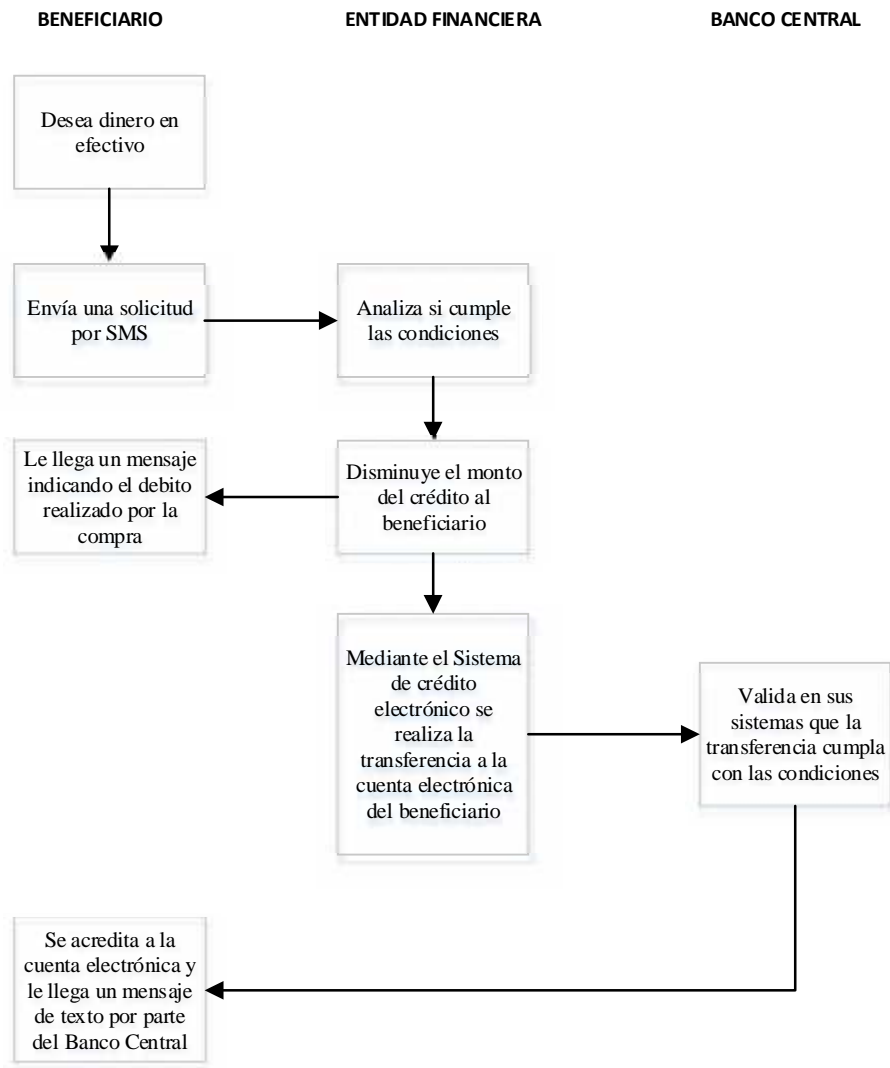 BENEFICIARIO
ENTIDAD FINANCIERA
BANCO CENTRAL
Desea dinero en
efectivo
Envía una solicitud
por SMS
Analiza si cumple
las condiciones
Le llega un mensaje
indicando el debito
realizado por la
compra
Disminuye el monto
del crédito al
beneficiario
Mediante el Sistema
de crédito
electrónico se
realiza la
transferencia a la
cuenta electrónica
del beneficiario
Valida en sus
sistemas que la
transferencia cumpla
con las condiciones
Se acredita a la
cuenta electrónica y
le llega un mensaje
de texto por parte
del Banco Central